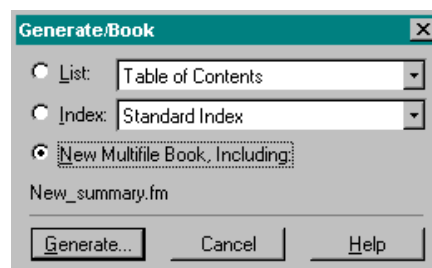 Generate/Book
List: Table of Contents
Index: Standard Index
New Multifile Book, Including:
New_summary.fm
Generate... Cancel Help